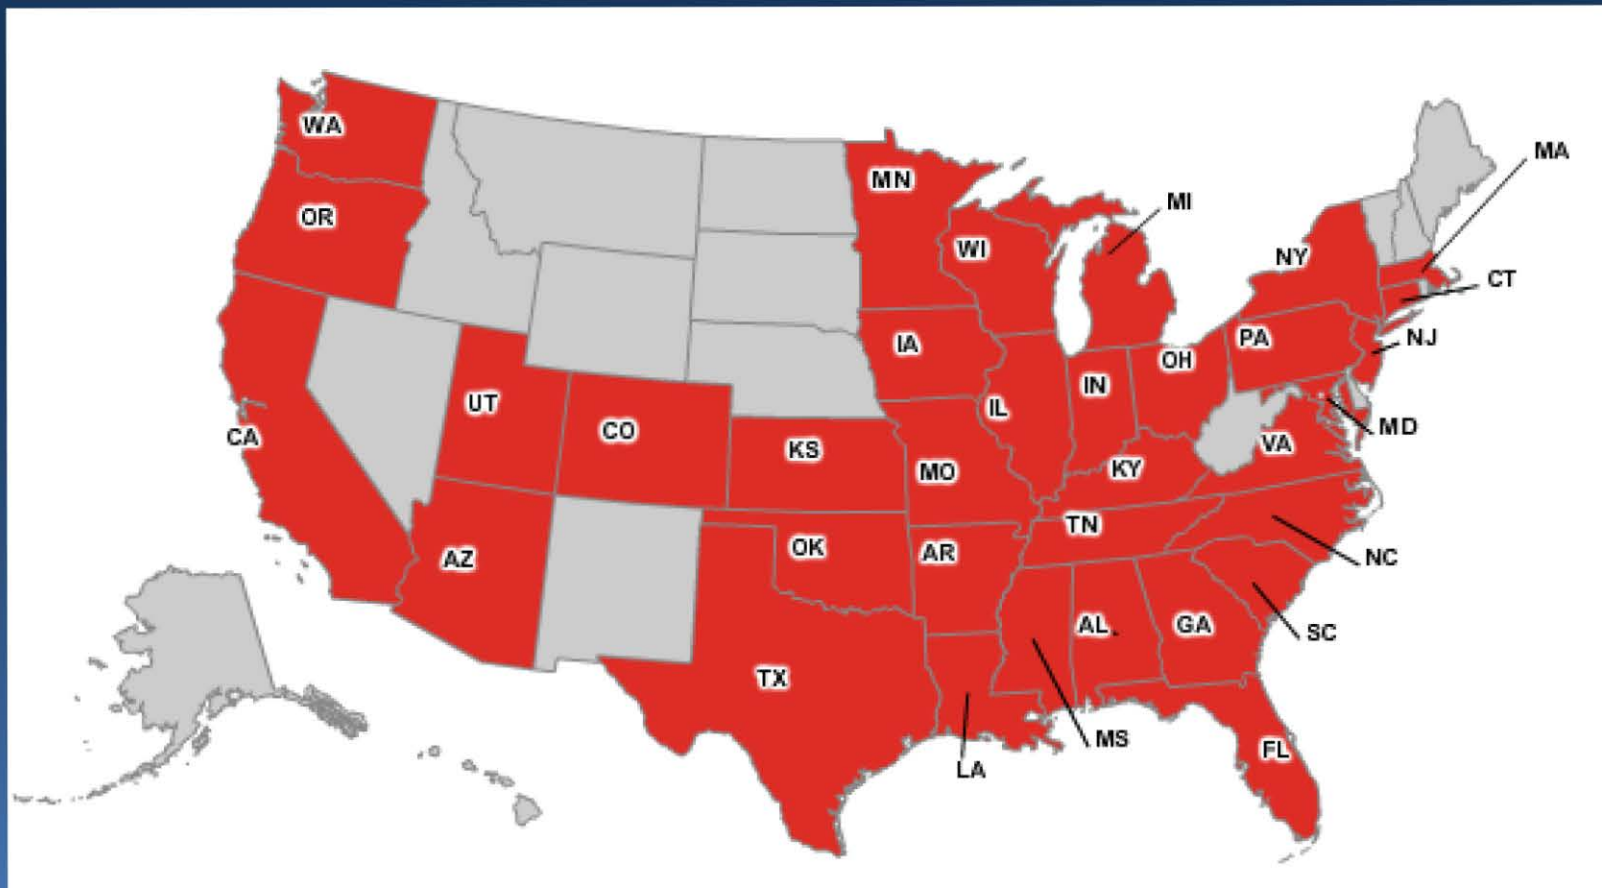 WA
MA
MN
MI
OR
WI
NY
CT
IA
PA
NJ
OH
IN
UT
IL
CO
MD
CA
KS
VA
KY
MO
TN
OK
AR
AZ
NC
AL
GA
SC
TX
MS
FL
LA